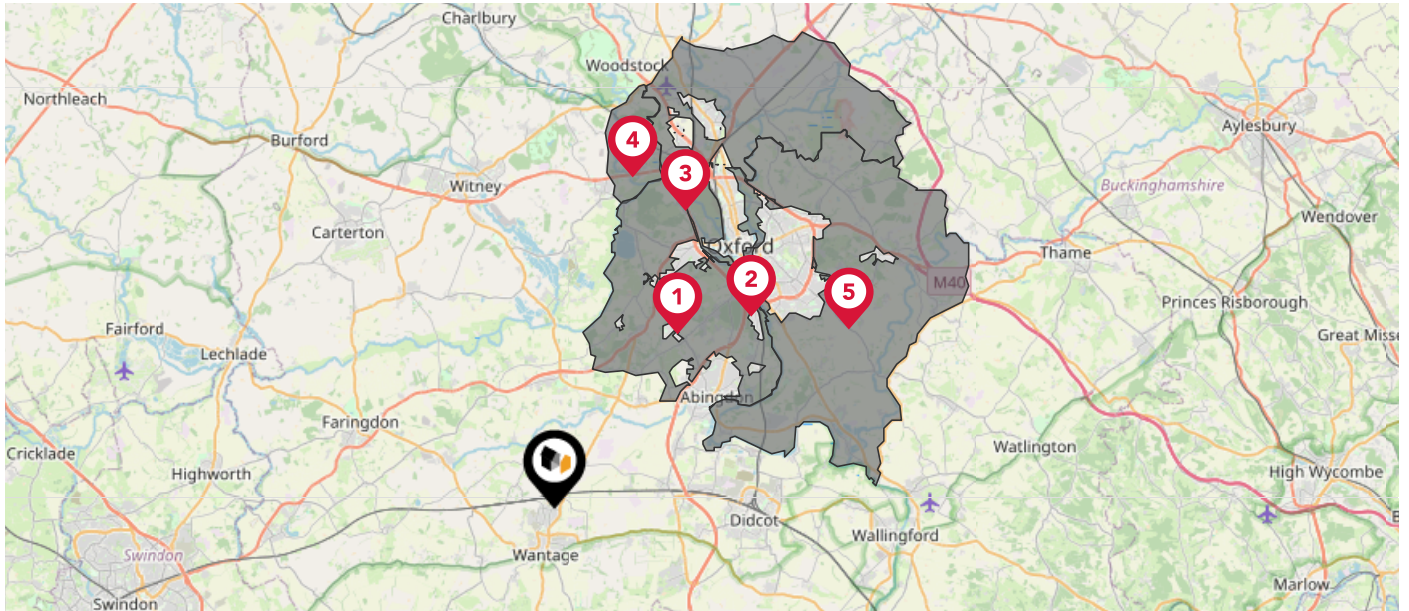 Charlbury
Woodstock
Northleach
Aylesbury
Burford
4
3
Witney
Buckinghamshire
Wendover
Carterton
Oxford
Thame
2
M40
1
5
Princes Risborough
Fairford
Great Misse
Lechlade
Abingdon
Faringdon
Watlington
Cricklade
Highworth
High Wycombe
Didcot
Wallingford
Swindon
Wantage
Marlow
Swindon